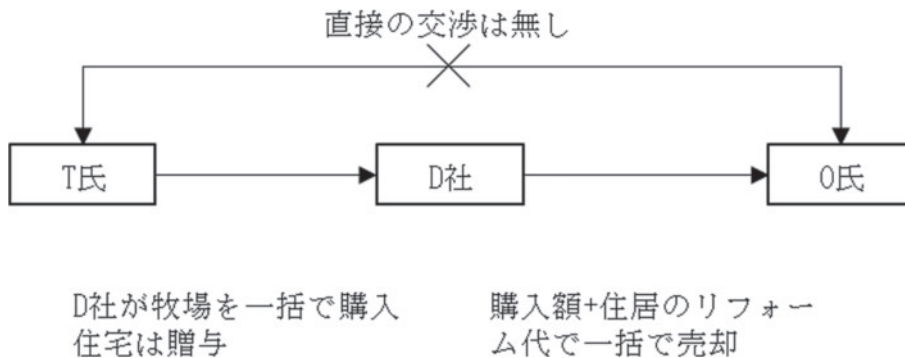 直接の交渉は無し
T氏
D社
O氏
D社が牧場を一括で購入
住宅は贈与
購入額+住居のリフォー
ム代で一括で売却